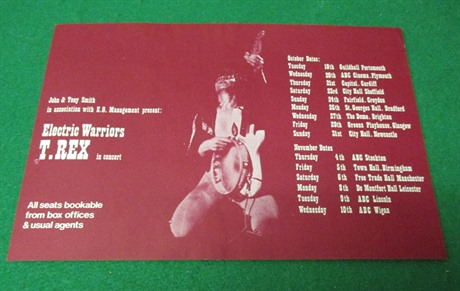 John & Tony Smith
in association with E.G. Management present:
Electric Warriors
T. REX in concert
All seats bookable
from box offices
& usual agents
October Dates:
Tuesday 19th Guildhall Portsmouth
Wednesday 20th ABC Cinema, Plymouth
Thursday 21st Capitol, Cardiff
Saturday 23rd City Hall Sheffield
Sunday 24th Fairfield, Croydon
Monday 25th St. Georges Hall, Bradford
Wednesday 27th The Dome, Brighton
Friday 29th Greens Playhouse, Glasgow
Sunday 31st City Hall, Newcastle
November Dates
Thursday 4th ABC Stockton
Friday 5th Town Hall, Birmingham
Saturday 6th Free Trade Hall Manchester
Monday De Montfort Hall Leicester
Tuesday 9th ABC Lincoln
Wednesday 10th ABC Wigan